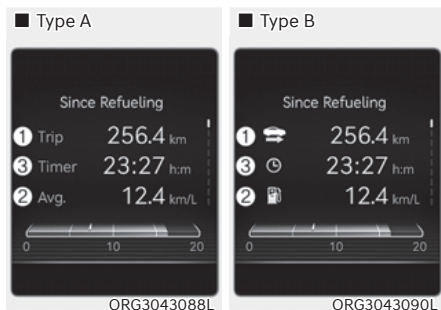 ■ Type A
Since Refueling
① Trip 256.4 km
③ Timer 23:27 h:m
② Avg. 12.4 km/L
0 10 20
ORG3043088L
■ Type B
Since Refueling
① 256.4 km
③ 23:27 h:m
② 12.4 km/L
0 10 20
ORG3043090L